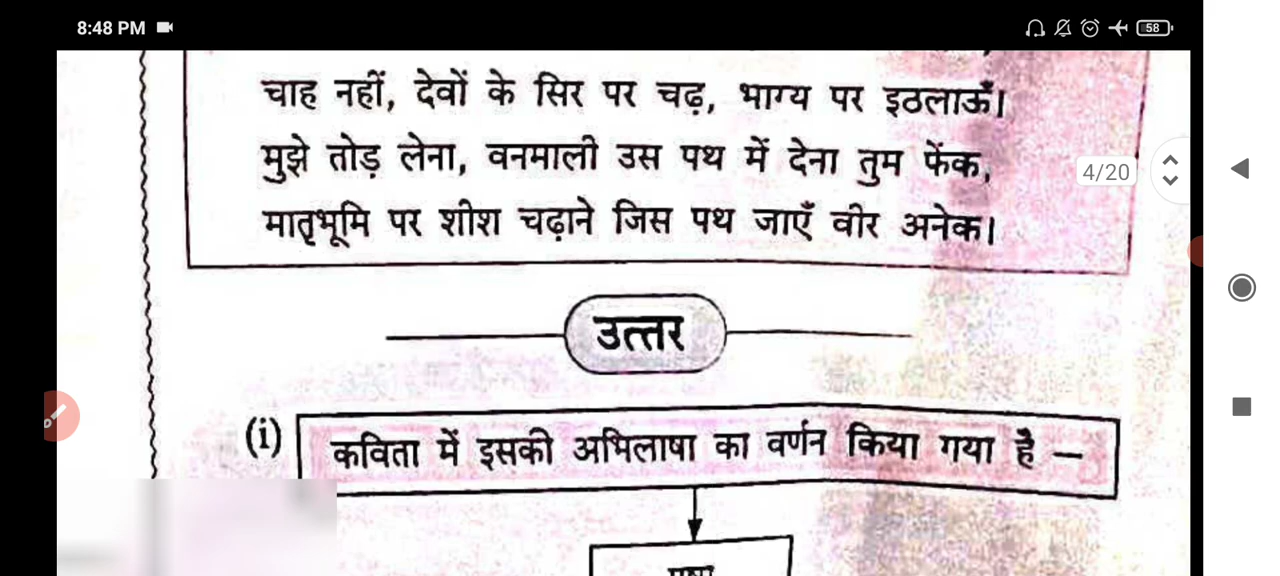 8:48 PM
58
चाह नहीं, देवों के सिर पर चढ़, भाग्य पर इठलाऊँ।
मुझे तोड़ लेना, वनमाली उस पथ में देना तुम फेंक,
4/20
मातृभूमि पर शीश चढ़ाने जिस पथ जाएँ वीर अनेक।
उत्तर
(i) कविता में इसकी अभिलाषा का वर्णन किया गया है —